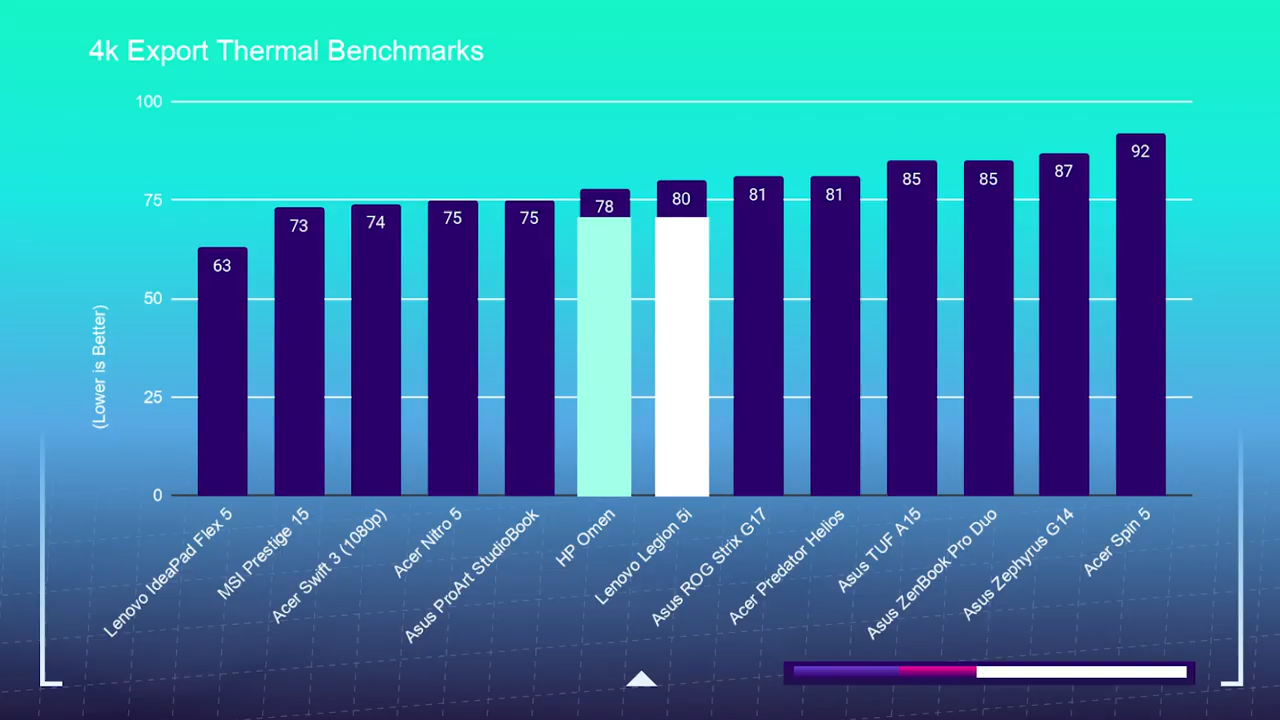 4k Export Thermal Benchmarks
100
75
50
25
0
(Lower is Better)
63
73
74
75
75
78
80
81
81
85
85
87
92
Lenovo IdeaPad Flex 5
MSI Prestige 15
Acer Swift 3 (1080p)
Acer Nitro 5
Asus ProArt StudioBook
HP Omen
Lenovo Legion 5i
Asus ROG Strix G17
Acer Predator Helios
Asus TUF A15
Asus ZenBook Pro Duo
Asus Zephyrus G14
Acer Spin 5